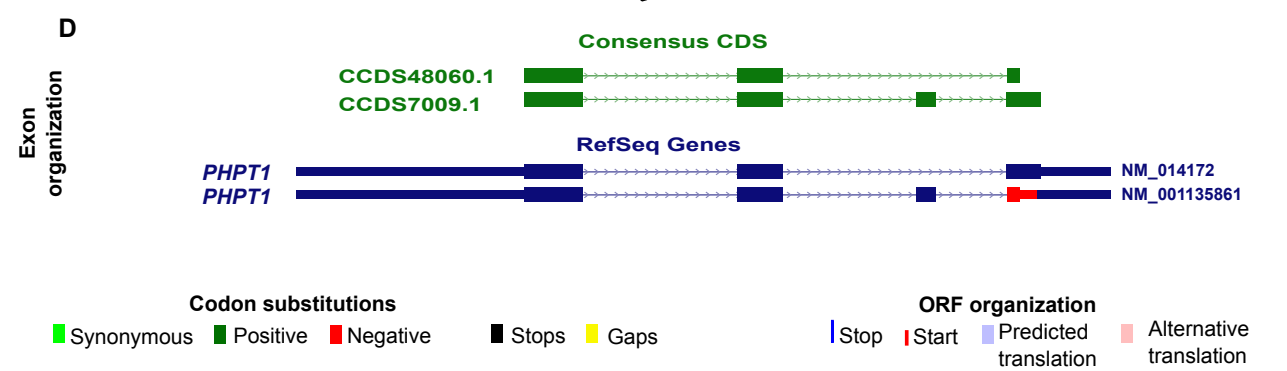 D
Exon
organization
Consensus CDS
CCDS48060.1
CCDS7009.1
RefSeq Genes
PHPT1 NM_014172
PHPT1 NM_001135861
Codon substitutions
Synonymous Positive Negative Stops Gaps
ORF organization
Stop Start Predicted translation Alternative translation